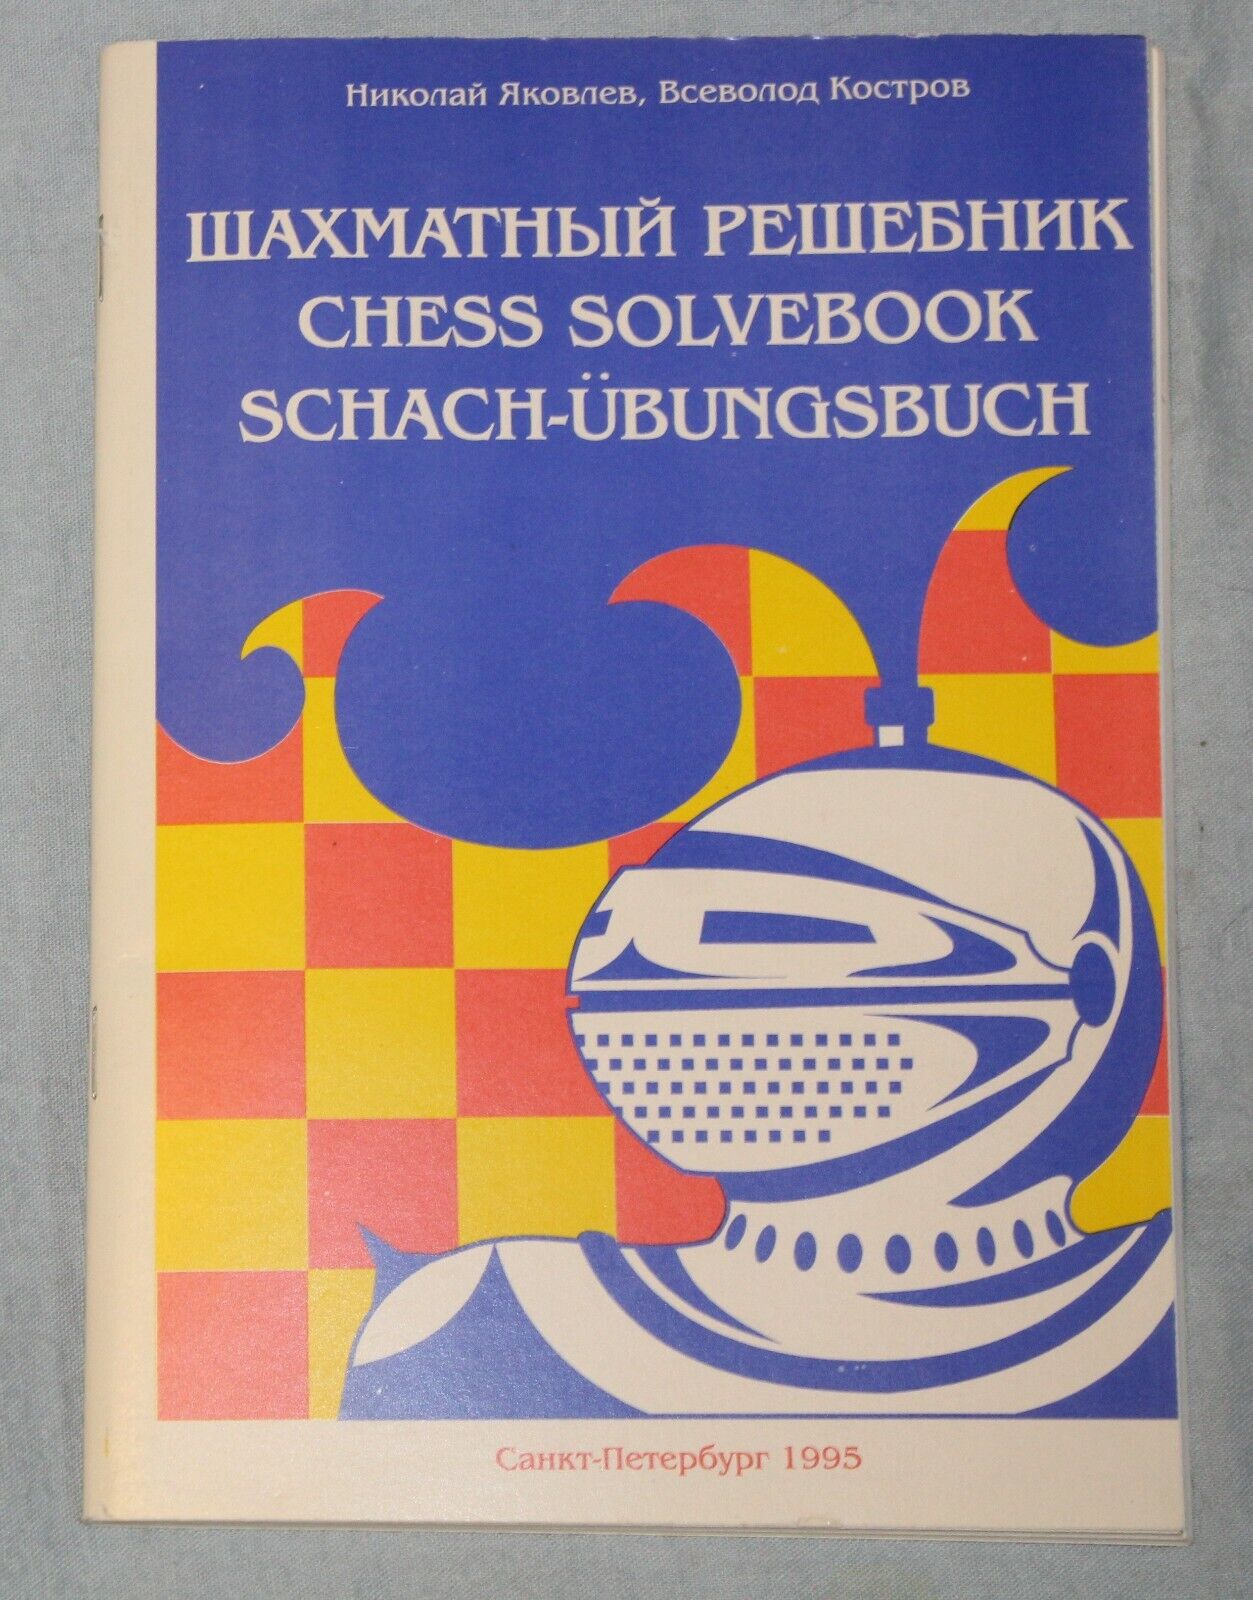 Николай Яковлев, Всеволод Костров
ШАХМАТНЫЙ РЕШЕБНИК
CHESS SOLVEBOOK
SCHACH-ÜBUNGSBUCH
Санкт-Петербург 1995